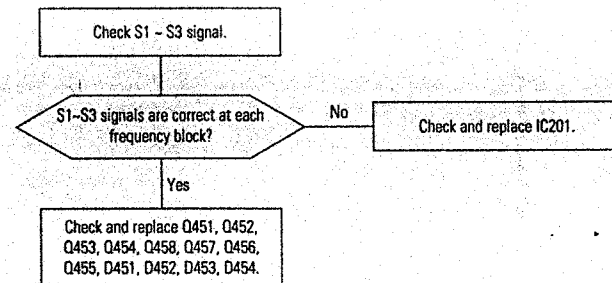 Check S1 ~ S3 signal.
S1~S3 signals are correct at each
frequency block?
No
Check and replace IC201.
Yes
Check and replace Q451, Q452,
Q453, Q454, Q458, Q457, Q456,
Q455, D451, D452, D453, D454.